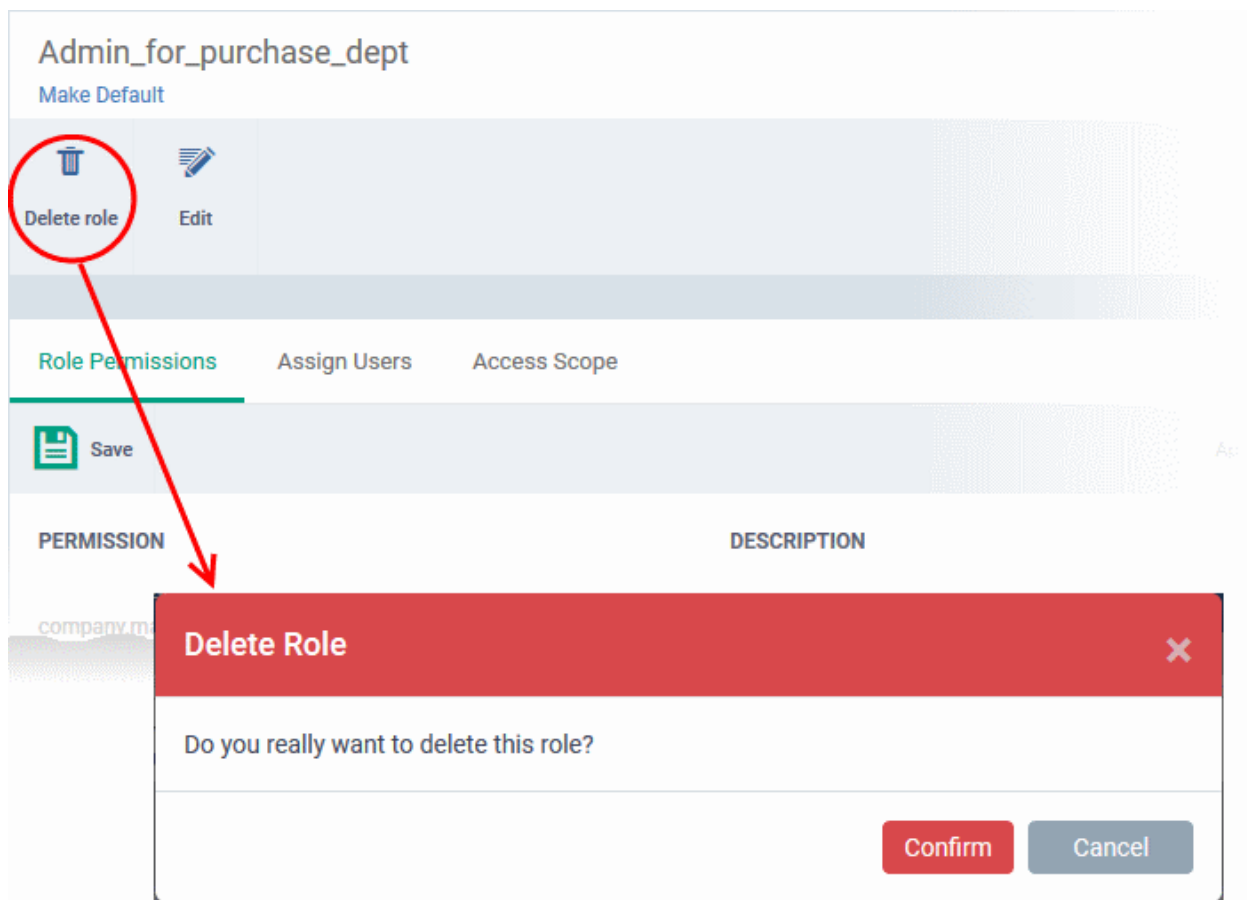 Admin_for_purchase_dept
Make Default
Delete role
Edit
Role Permissions
Assign Users
Access Scope
Save
PERMISSION
DESCRIPTION
Delete Role
Do you really want to delete this role?
Confirm
Cancel